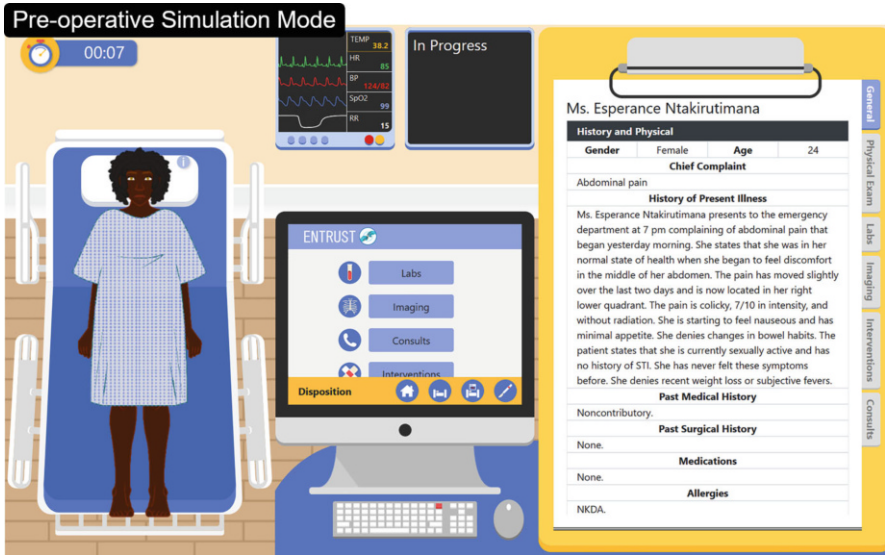 Pre-operative Simulation Mode
00:07
TEMP
38.2
HR
85
BP
124/82
SpO2
99
RR
15
In Progress
i
ENTRUST
Labs
Imaging
Consults
Interventions
Disposition
Ms. Esperance Ntakirutimana
History and Physical
Gender Female Age 24
Chief Complaint
Abdominal pain
History of Present Illness
Ms. Esperance Ntakirutimana presents to the emergency
department at 7 pm complaining of abdominal pain that
began yesterday morning. She states that she was in her
normal state of health when she began to feel discomfort
in the middle of her abdomen. The pain has moved slightly
over the last two days and is now located in her right
lower quadrant. The pain is colicky, 7/10 in intensity, and
without radiation. She is starting to feel nauseous and has
minimal appetite. She denies changes in bowel habits. The
patient states that she is currently sexually active and has
no history of STI. She has never felt these symptoms
before. She denies recent weight loss or subjective fevers.
Past Medical History
Noncontributory.
Past Surgical History
None.
Medications
None.
Allergies
NKDA.
General
Physical Exam
Labs
Imaging
Interventions
Consults